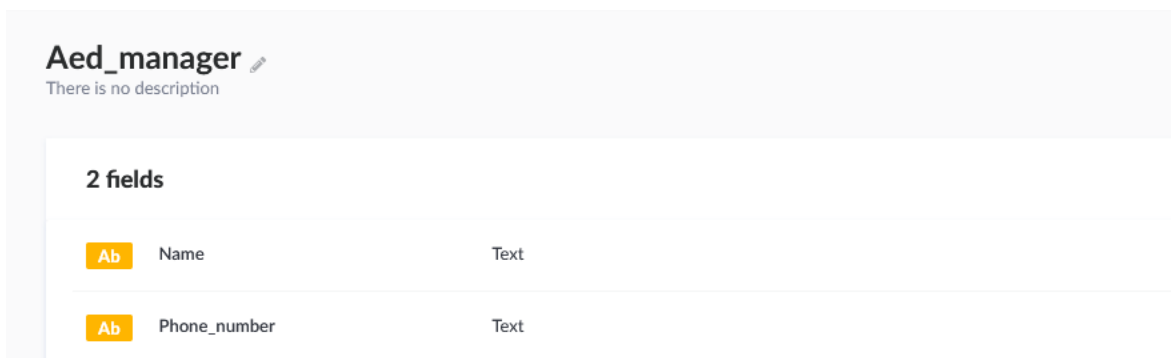 Aed_manager
There is no description
2 fields
Ab Name Text
Ab Phone_number Text